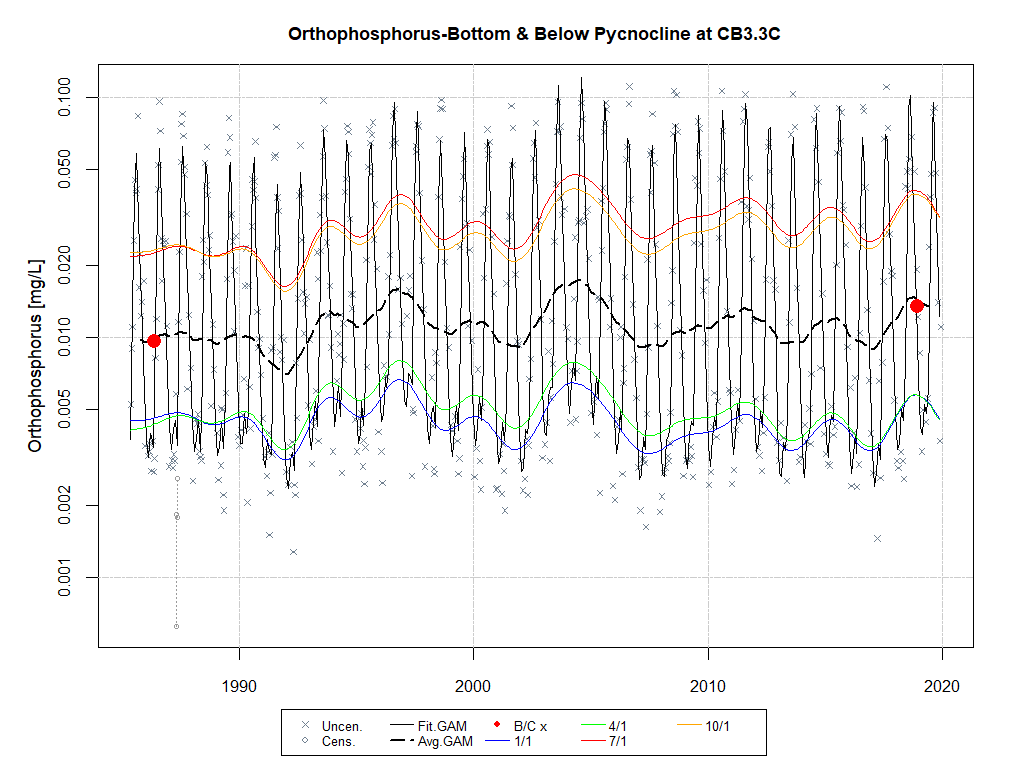 Orthophosphorus-Bottom & Below Pycnocline at CB3.3C
Orthophosphorus [mg/L]
0.100
0.050
0.020
0.010
0.005
0.002
0.001
1990 2000 2010 2020
Uncen. Fit.GAM B/C x 4/1 10/1
Cens. Avg.GAM 1/1 7/1